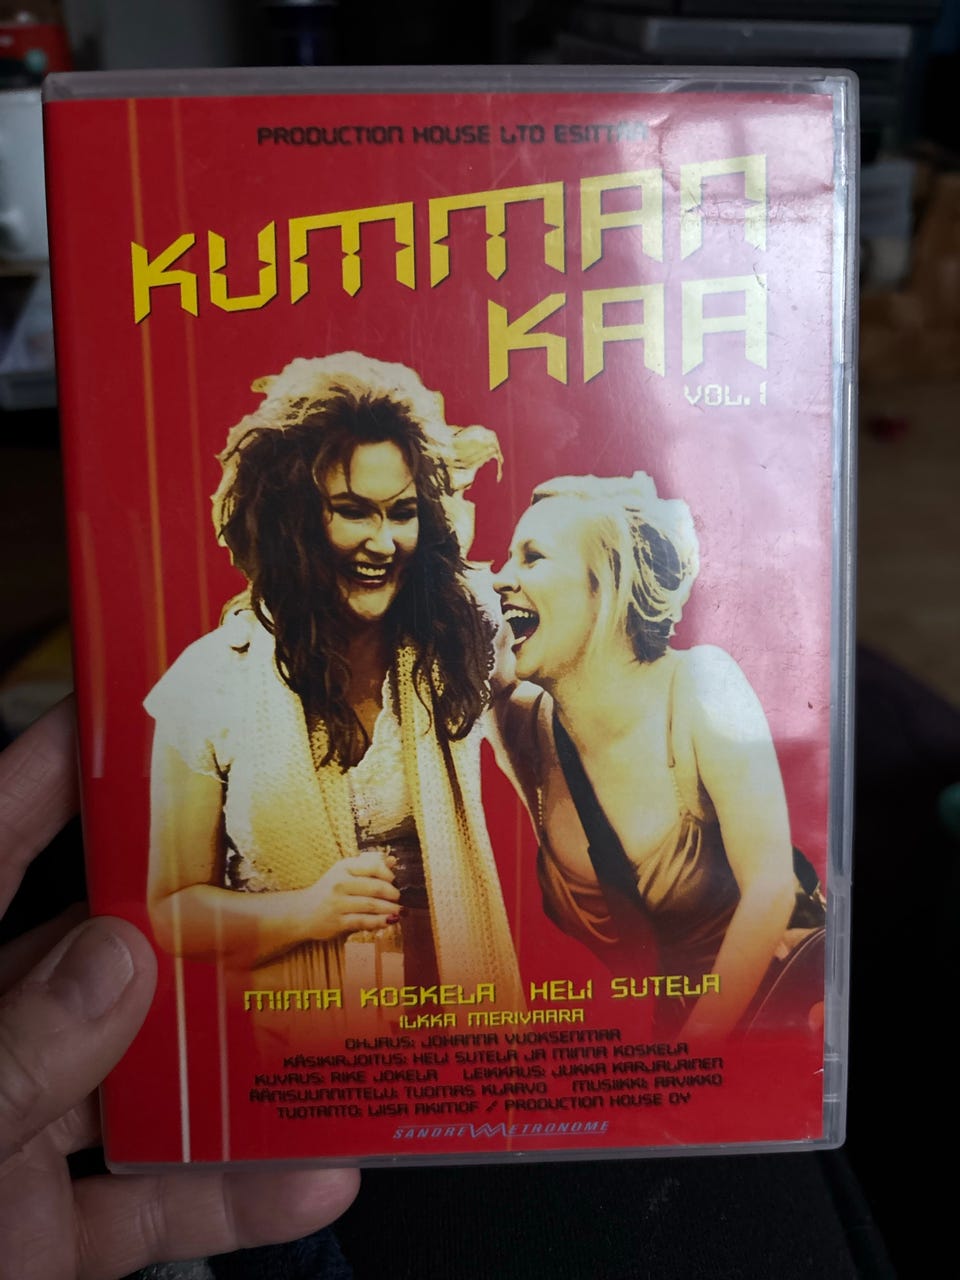 PRODUCTION HOUSE LTD ESITTÄÄ
KUMMAN
KAA
VOL.1
MINNA KOSKELA HELI SUTELA
ILKKA MERIVAARA
OHJAUS: JOHANNA VUOKSENMAA
KÄSIKIRJOITUS: HELI SUTELA JA MINNA KOSKELA
KUVAUS: RIKE JOKELA LEIKKAUS: JUKKA KARJALAINEN
ÄÄNISUUNNITTELU: TUOMAS KLAAVO MUSIIKKI: AAVIKKO
TUOTANTO: LIISA AKIMOF // PRODUCTION HOUSE OY
SANDREW METRONOME